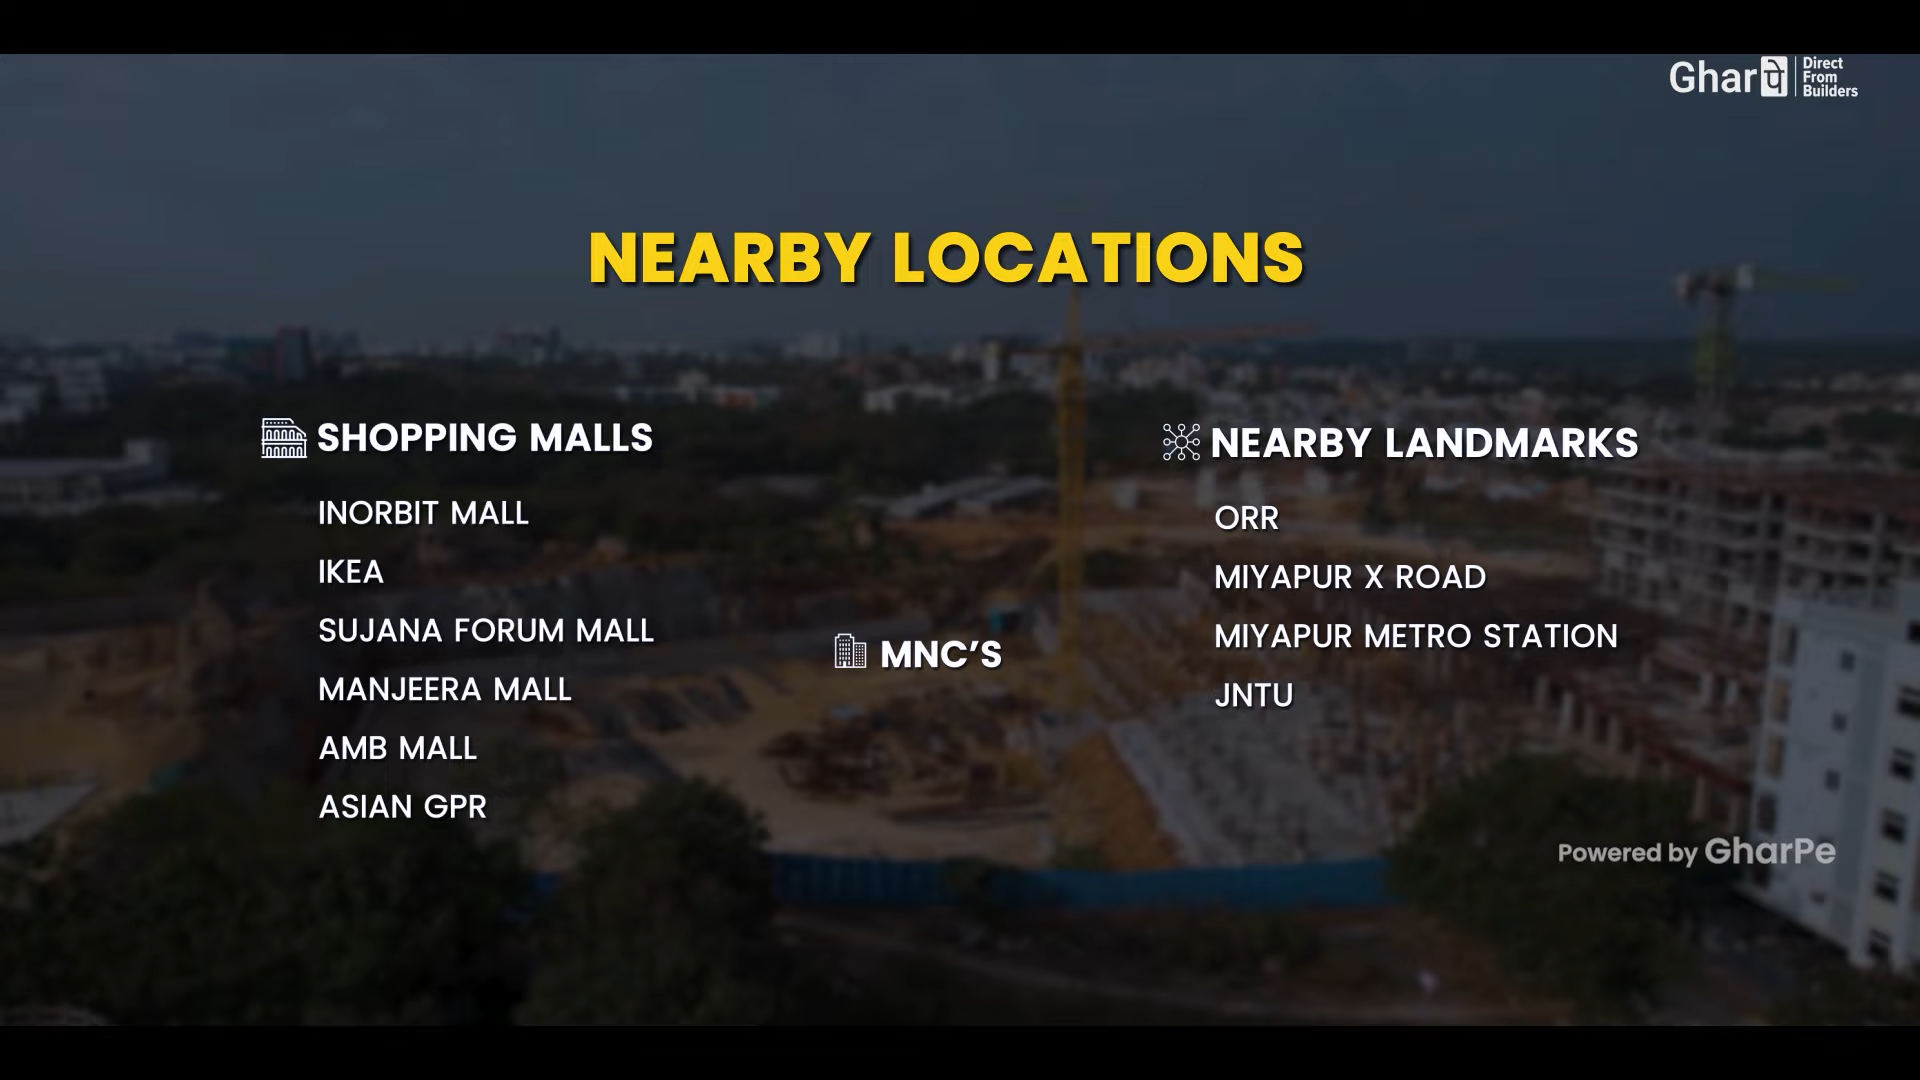 Gharपे
Direct
From
Builders
NEARBY LOCATIONS
SHOPPING MALLS
INORBIT MALL
IKEA
SUJANA FORUM MALL
MANJEERA MALL
AMB MALL
ASIAN GPR
MNC’S
NEARBY LANDMARKS
ORR
MIYAPUR X ROAD
MIYAPUR METRO STATION
JNTU
Powered by GharPe